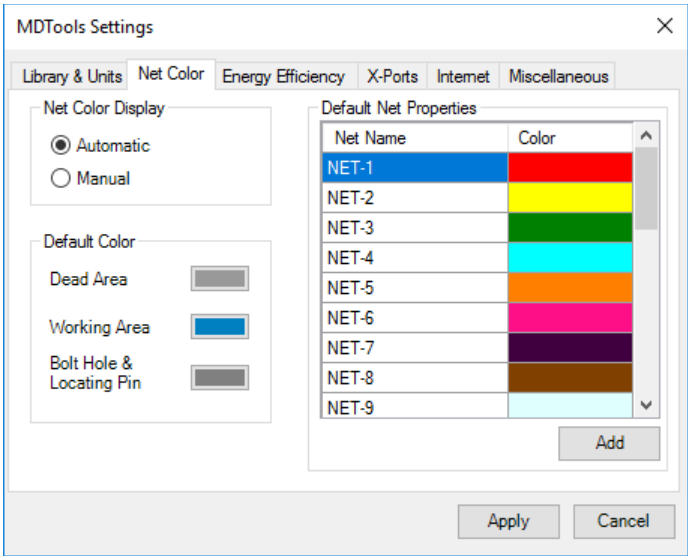 MDTools Settings
Library & Units Net Color Energy Efficiency X-Ports Internet Miscellaneous
Net Color Display
Automatic
Manual
Default Color
Dead Area
Working Area
Bolt Hole &
Locating Pin
Default Net Properties
Net Name Color
NET-1
NET-2
NET-3
NET-4
NET-5
NET-6
NET-7
NET-8
NET-9
Add
Apply Cancel